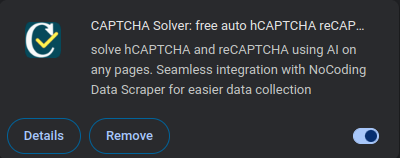 CAPTCHA Solver: free auto hCAPTCHA reCAP...
solve hCAPTCHA and reCAPTCHA using AI on
any pages. Seamless integration with NoCoding
Data Scraper for easier data collection
Details
Remove